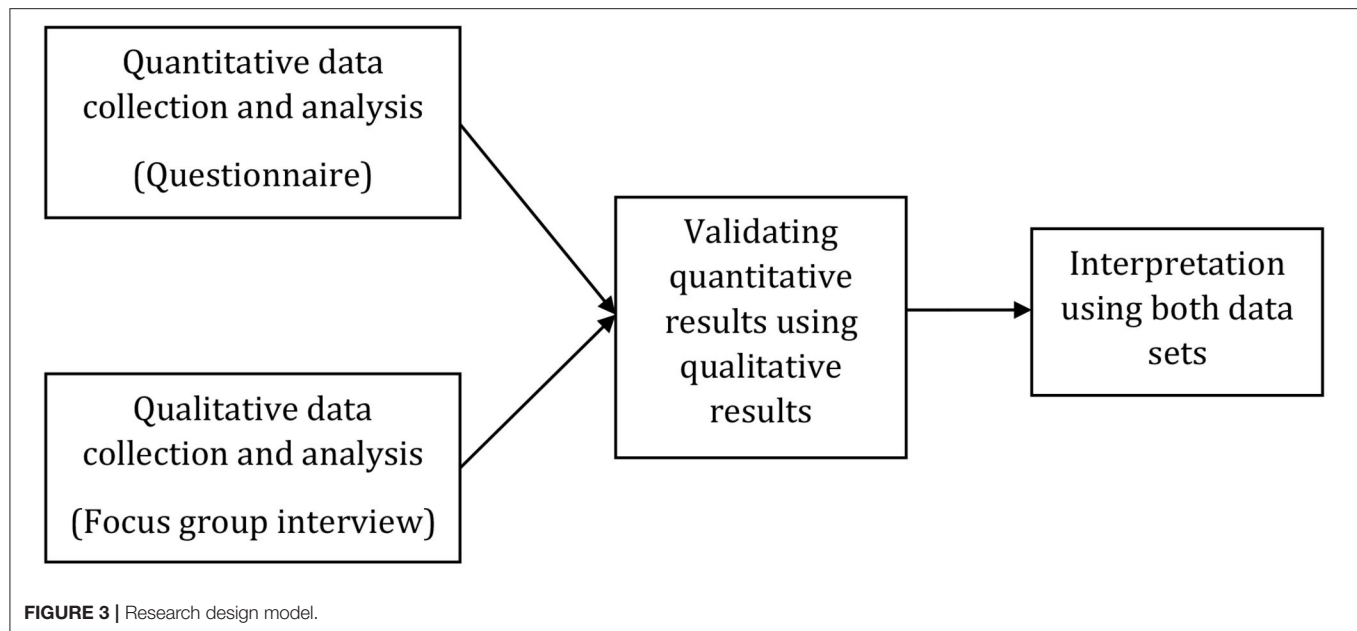 Quantitative data
collection and analysis
(Questionnaire)
Qualitative data
collection and analysis
(Focus group interview)
Validating
quantitative
results using
qualitative
results
Interpretation
using both data
sets
FIGURE 3 | Research design model.